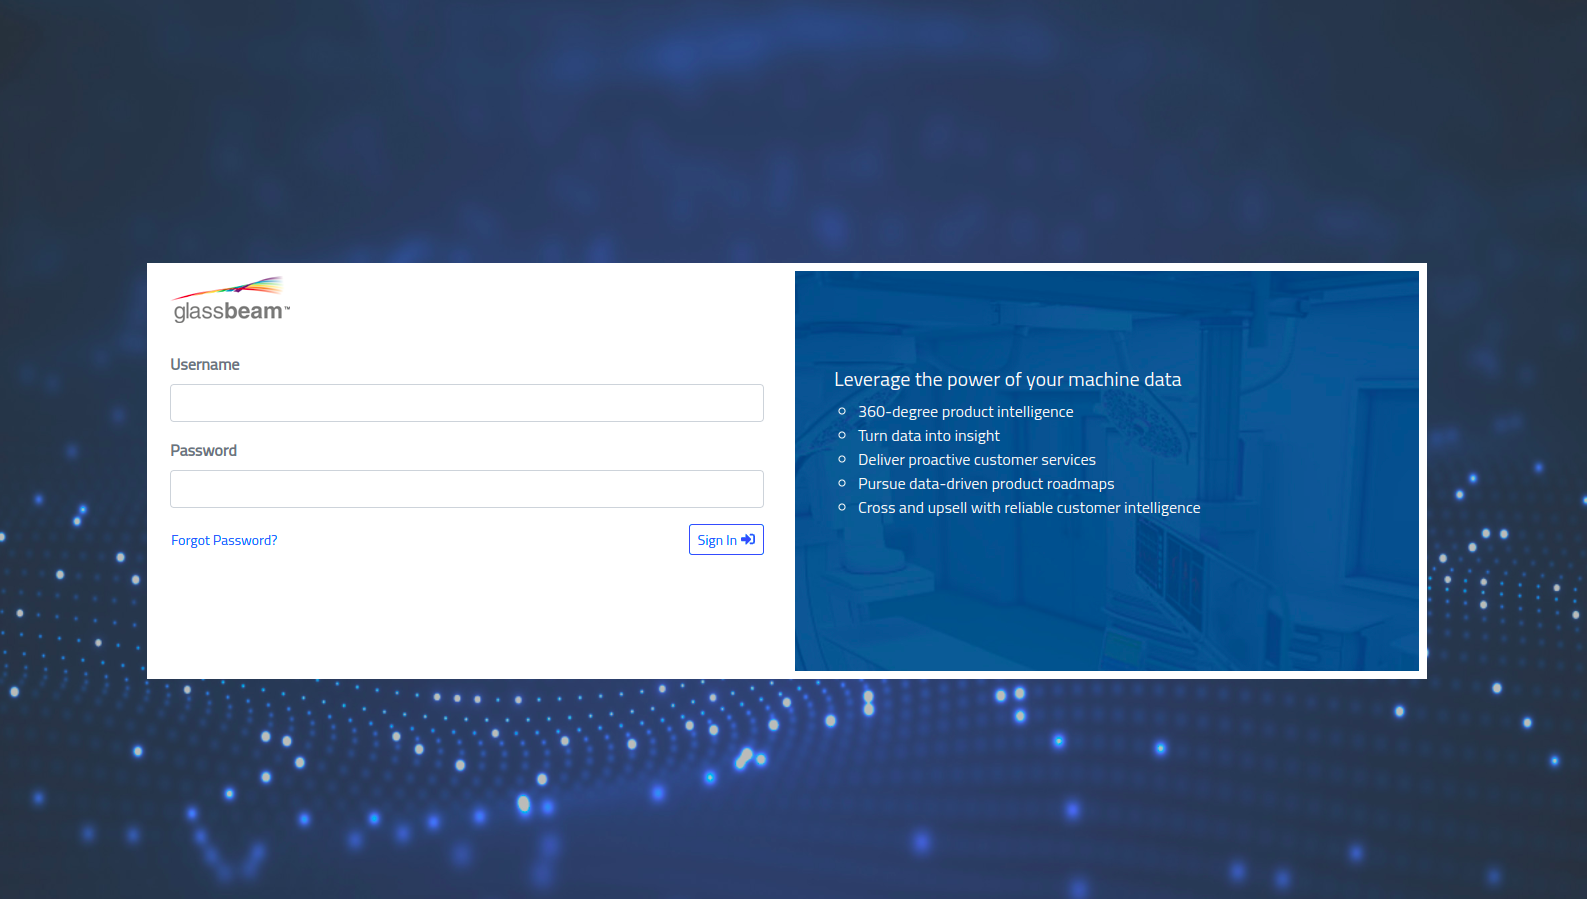 glassbeam™
Username
Password
Forgot Password?
Sign In
Leverage the power of your machine data
360-degree product intelligence
Turn data into insight
Deliver proactive customer services
Pursue data-driven product roadmaps
Cross and upsell with reliable customer intelligence